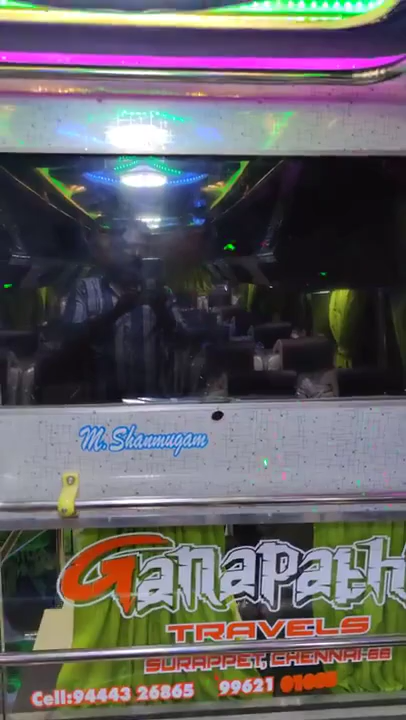 M. Shanmugam
Ganapath
TRAVELS
SURAPPET, CHENNAI-66
Cell:94443 26865 99621